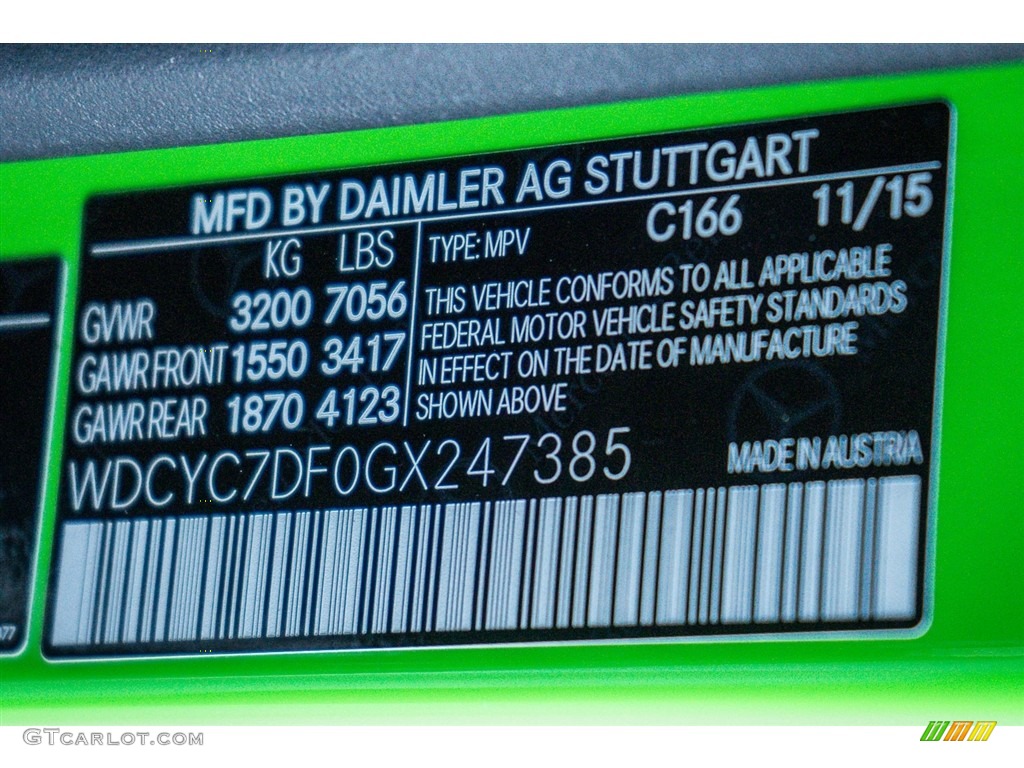 MFD BY DAIMLER AG STUTTGART
C166 11/15
KG LBS
GVWR 3200 7056
GAWR FRONT 1550 3417
GAWR REAR 1870 4123
TYPE: MPV
THIS VEHICLE CONFORMS TO ALL APPLICABLE
FEDERAL MOTOR VEHICLE SAFETY STANDARDS
IN EFFECT ON THE DATE OF MANUFACTURE
SHOWN ABOVE
WDCYC7DF0GX247385
MADE IN AUSTRIA
GTCARLOT.COM